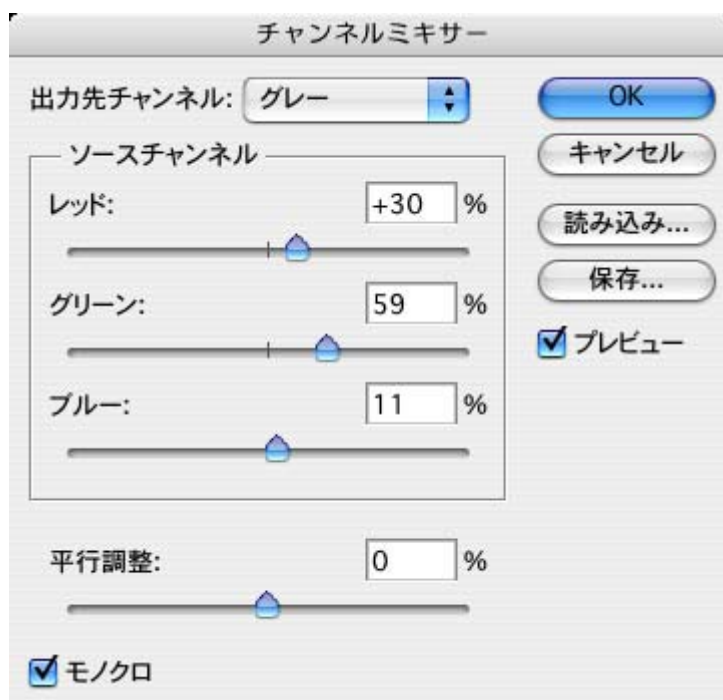 チャンネルミキサー
出力先チャンネル: グレー
OK
キャンセル
読み込み...
保存...
プレビュー
ソースチャンネル
レッド: +30 %
グリーン: 59 %
ブルー: 11 %
平行調整: 0 %
モノクロ